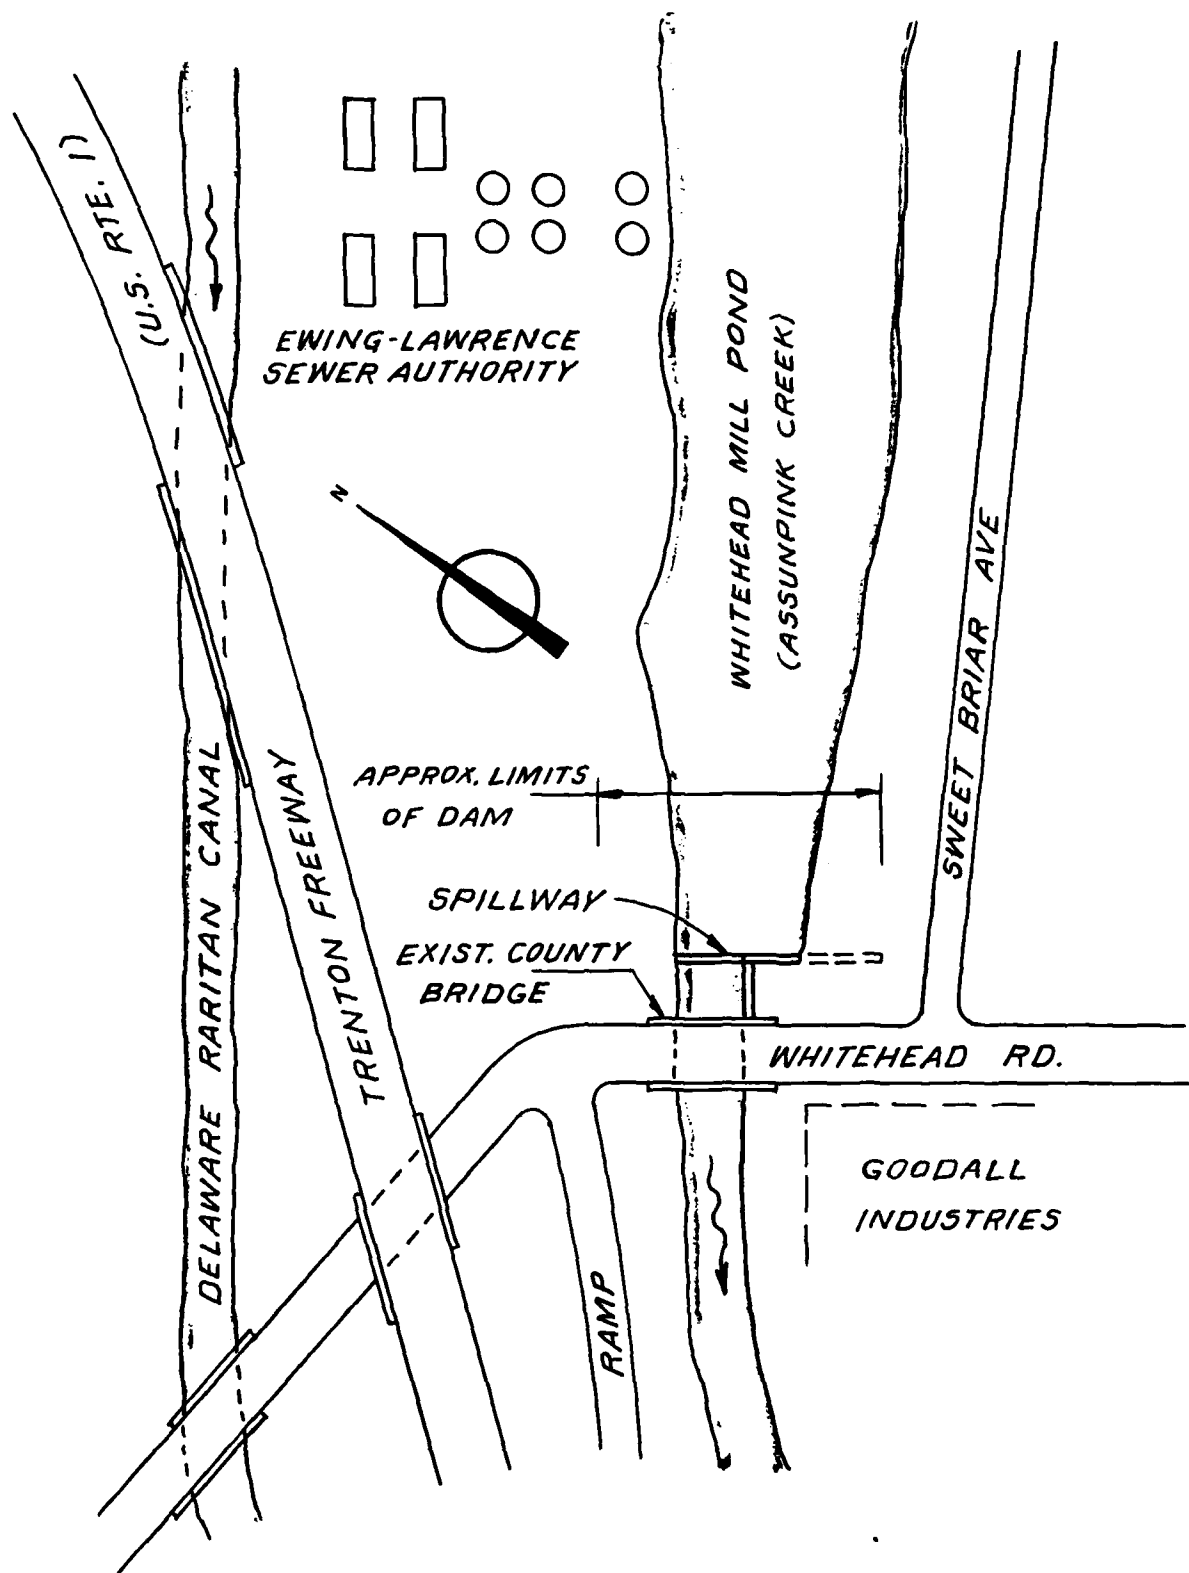 (U.S. RTE. 1)
EWING-LAWRENCE
SEWER AUTHORITY
N
WHITEHEAD MILL POND
(ASSUNPINK CREEK)
SWEET BRIAR AVE
APPROX. LIMITS
OF DAM
DELAWARE RARITAN CANAL
TRENTON FREEWAY
SPILLWAY
EXIST. COUNTY
BRIDGE
WHITEHEAD RD.
GOODALL
INDUSTRIES
RAMP